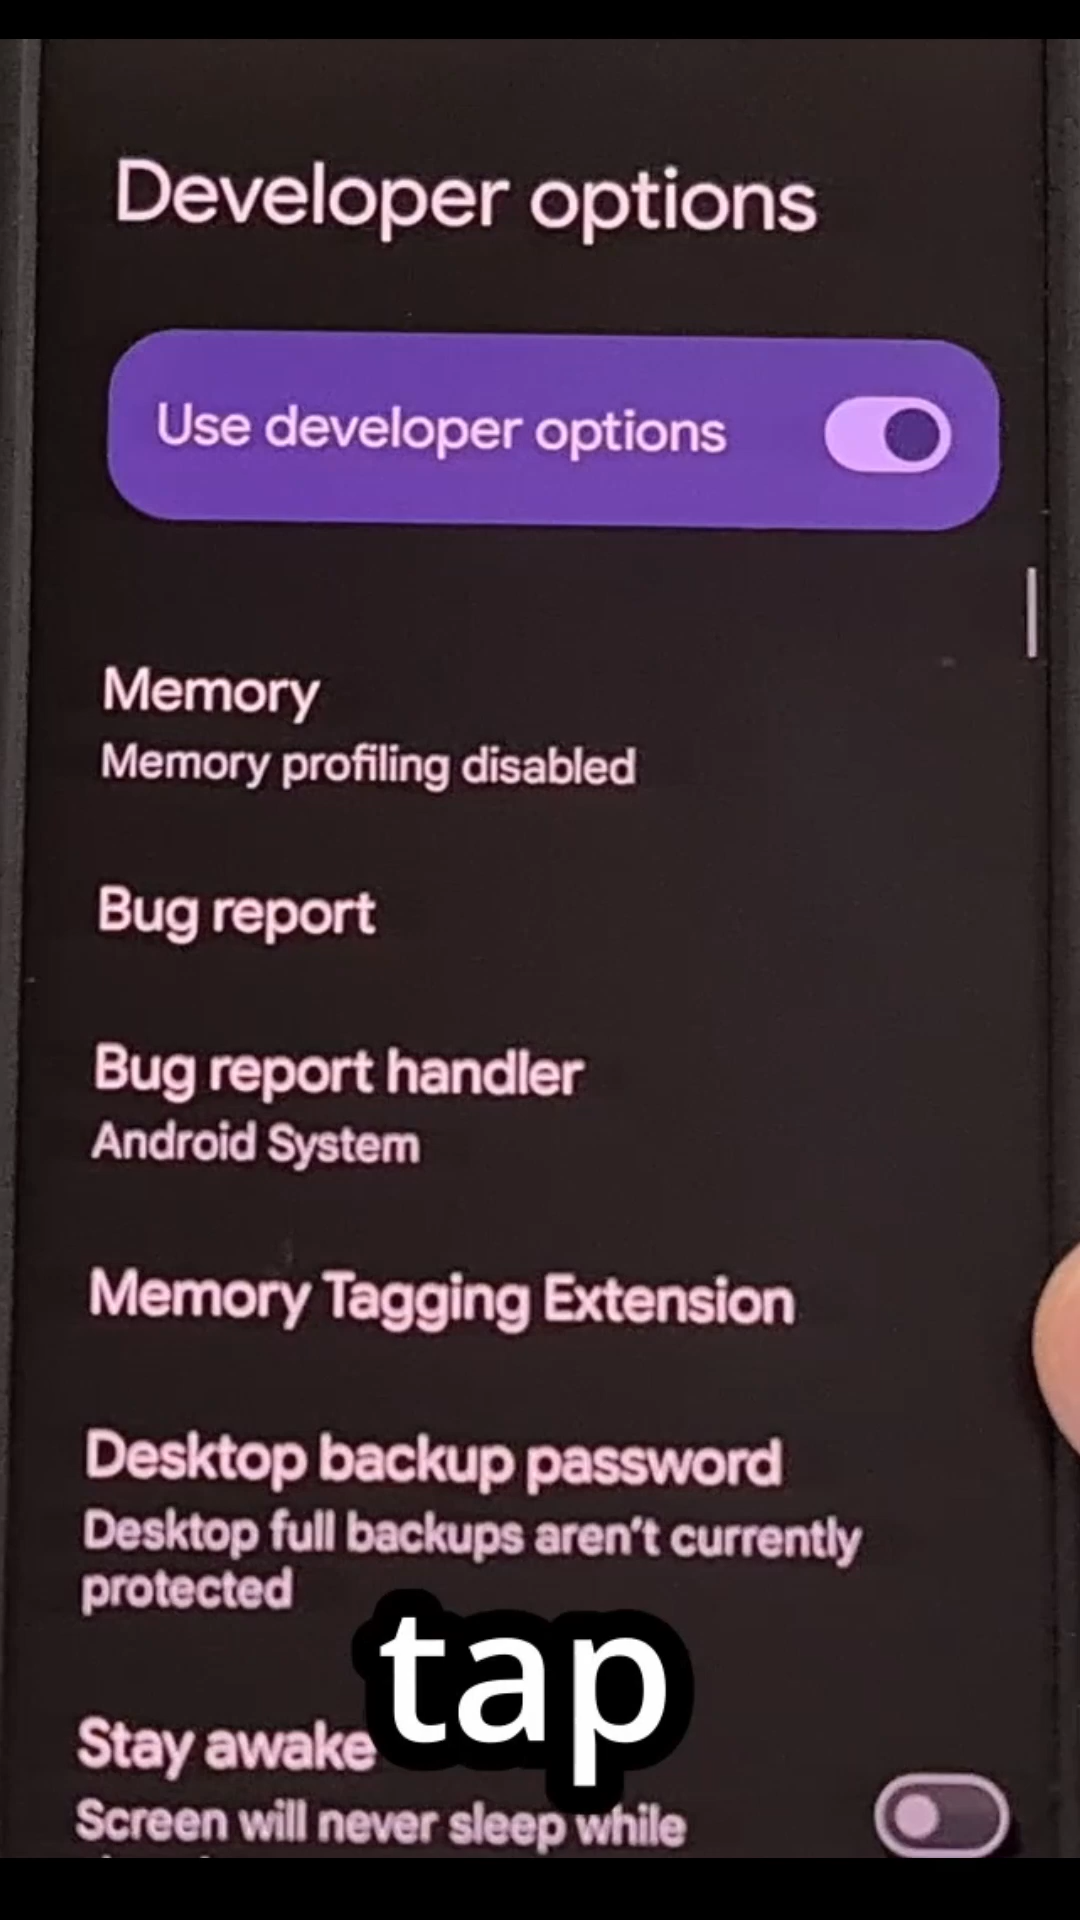 Developer options
Use developer options
Memory
Memory profiling disabled
Bug report
Bug report handler
Android System
Memory Tagging Extension
Desktop backup password
Desktop full backups aren't currently
protected
tap
Stay awake
Screen will never sleep while